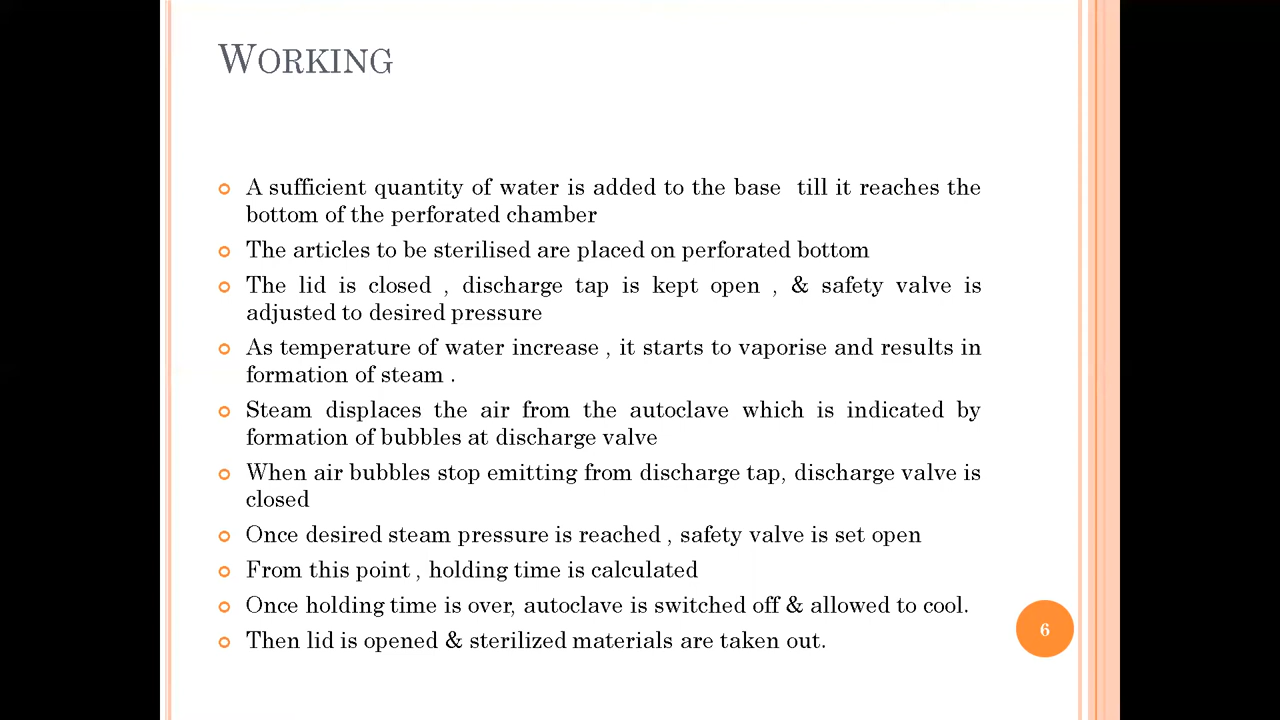 WORKING
A sufficient quantity of water is added to the base  till it reaches the
bottom of the perforated chamber
The articles to be sterilised are placed on perforated bottom
The lid is closed , discharge tap is kept open , & safety valve is
adjusted to desired pressure
As temperature of water increase , it starts to vaporise and results in
formation of steam .
Steam displaces the air from the autoclave which is indicated by
formation of bubbles at discharge valve
When air bubbles stop emitting from discharge tap, discharge valve is
closed
Once desired steam pressure is reached , safety valve is set open
From this point , holding time is calculated
Once holding time is over, autoclave is switched off & allowed to cool.
Then lid is opened & sterilized materials are taken out.
6